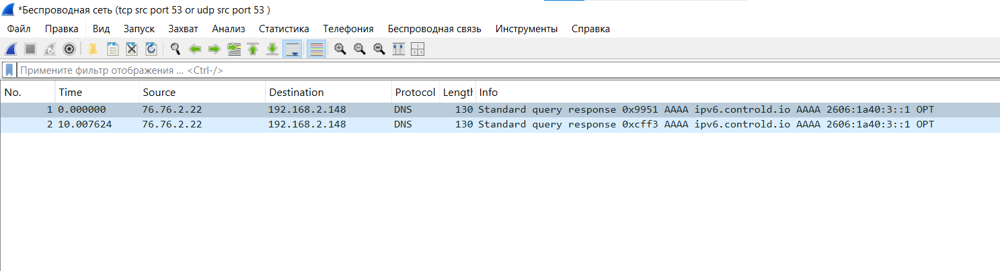 *Беспроводная сеть (tcp src port 53 or udp src port 53 )
Файл Правка Вид Запуск Захват Анализ Статистика Телефония Беспроводная связь Инструменты Справка
Примените фильтр отображения … <Ctrl-/>
No. Time Source Destination Protocol Length Info
1 0.000000 76.76.2.22 192.168.2.148 DNS 130 Standard query response 0x9951 AAAA ipv6.controld.io AAAA 2606:1a40:3::1 OPT
2 10.007624 76.76.2.22 192.168.2.148 DNS 130 Standard query response 0xcff3 AAAA ipv6.controld.io AAAA 2606:1a40:3::1 OPT